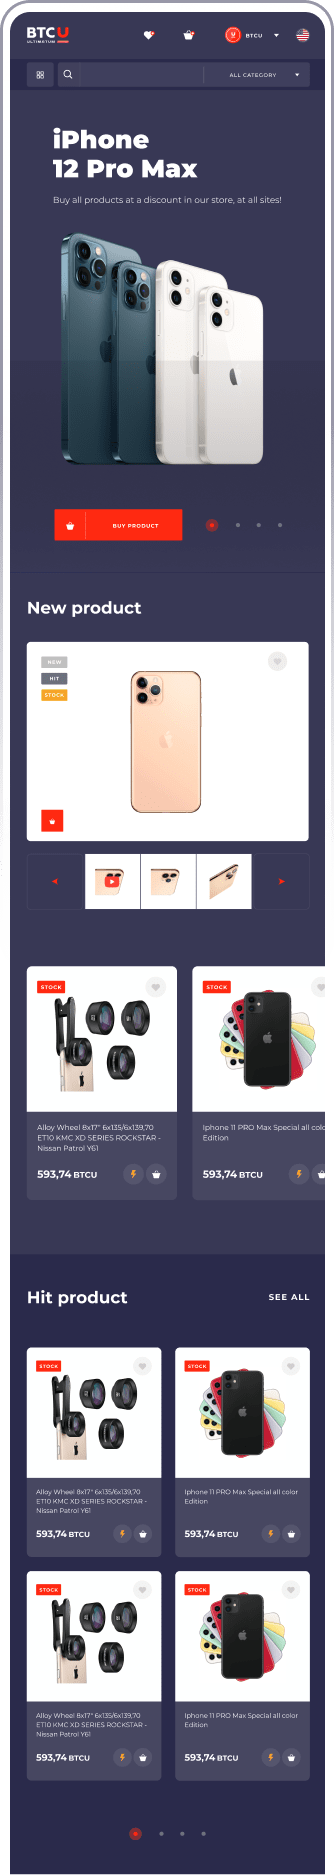 BTCU
ULTIMATUM
BTCU
ALL CATEGORY
iPhone
12 Pro Max
Buy all products at a discount in our store, at all sites!
BUY PRODUCT
New product
NEW
HIT
STOCK
STOCK
Alloy Wheel 8x17" 6x135/6x139,70
ET10 KMC XD SERIES ROCKSTAR -
Nissan Patrol Y61
593,74 BTCU
STOCK
Iphone 11 PRO Max Special all colo
Edition
593,74 BTCU
Hit product
SEE ALL
STOCK
Alloy Wheel 8x17" 6x135/6x139,70
ET10 KMC XD SERIES ROCKSTAR -
Nissan Patrol Y61
593,74 BTCU
STOCK
Iphone 11 PRO Max Special all color
Edition
593,74 BTCU
STOCK
Alloy Wheel 8x17" 6x135/6x139,70
ET10 KMC XD SERIES ROCKSTAR -
Nissan Patrol Y61
593,74 BTCU
STOCK
Iphone 11 PRO Max Special all color
Edition
593,74 BTCU